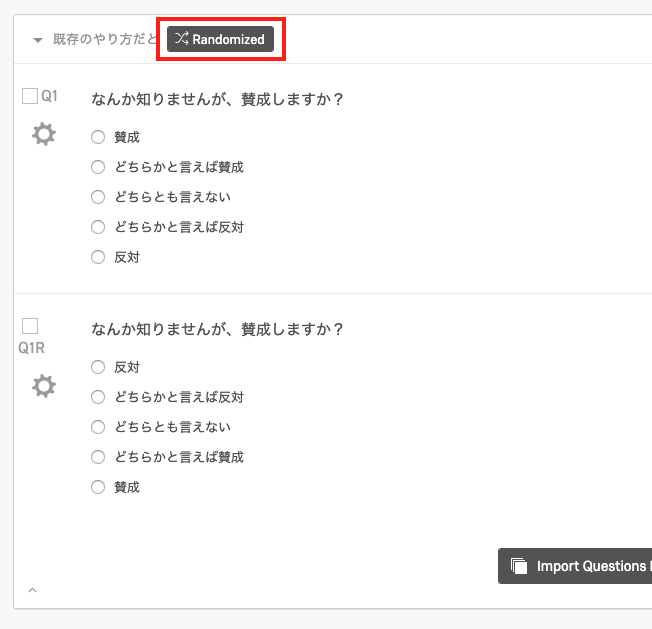 既存のやり方だと Randomized
Q1
なんか知りませんが、賛成しますか？
賛成
どちらかと言えば賛成
どちらとも言えない
どちらかと言えば反対
反対
Q1R
なんか知りませんが、賛成しますか？
反対
どちらかと言えば反対
どちらとも言えない
どちらかと言えば賛成
賛成
Import Questions